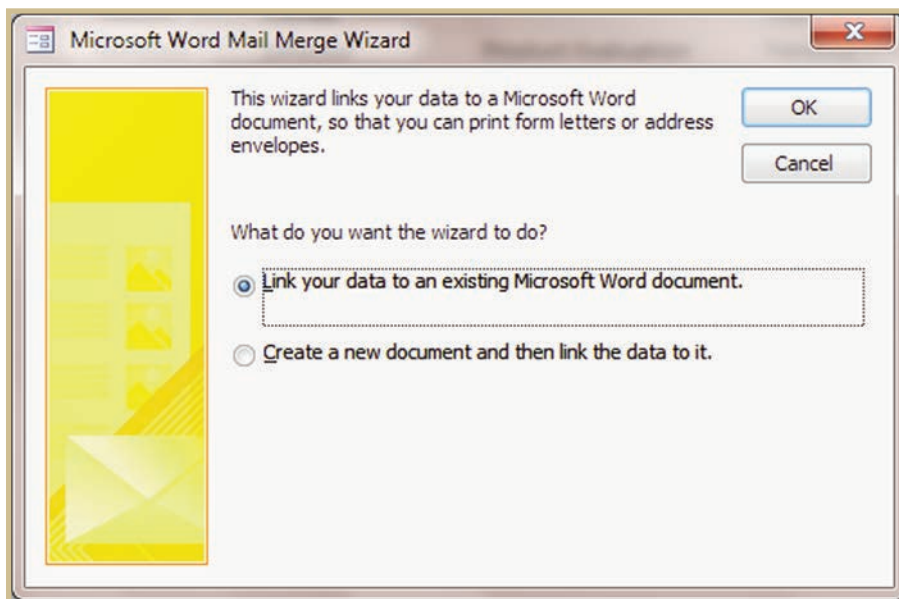 Microsoft Word Mail Merge Wizard
This wizard links your data to a Microsoft Word
document, so that you can print form letters or address
envelopes.
OK
Cancel
What do you want the wizard to do?
Link your data to an existing Microsoft Word document.
Create a new document and then link the data to it.